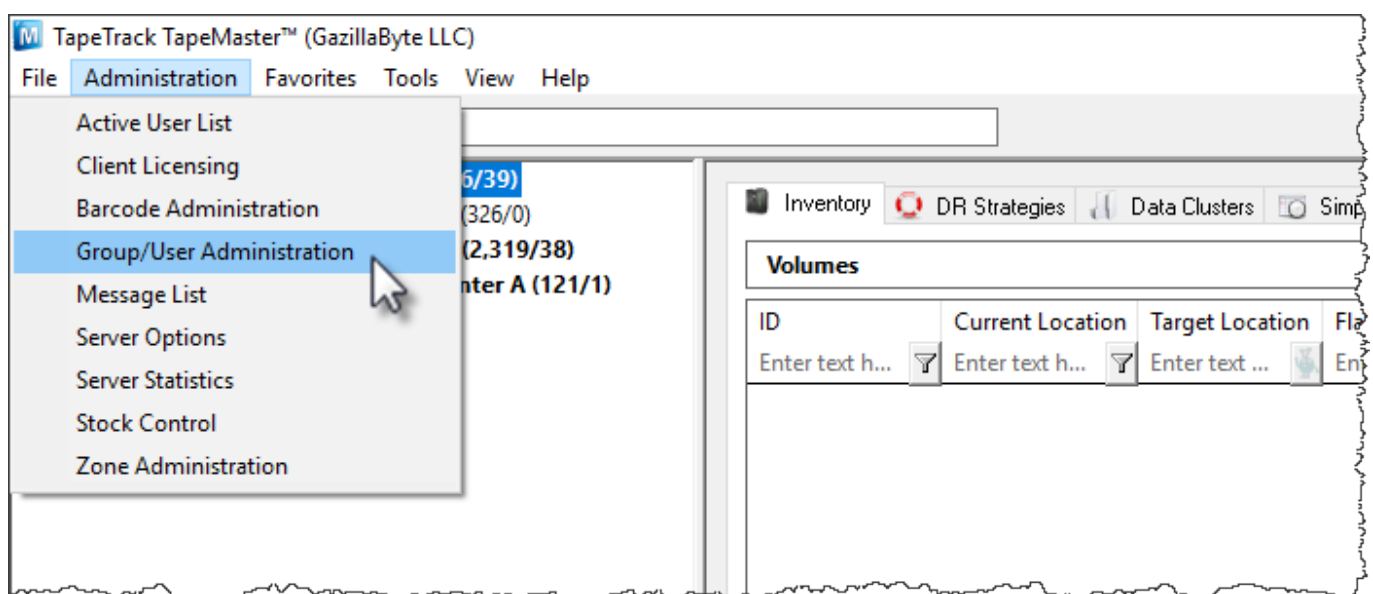 TapeTrack TapeMaster™ (GazillaByte LLC)
File Administration Favorites Tools View Help
Active User List
Client Licensing
Barcode Administration
Group/User Administration
Message List
Server Options
Server Statistics
Stock Control
Zone Administration
6/39)
(326/0)
(2,319/38)
nter A (121/1)
Inventory DR Strategies Data Clusters Simp
Volumes
ID Current Location Target Location Fla
Enter text h... Enter text h... Enter text ... En